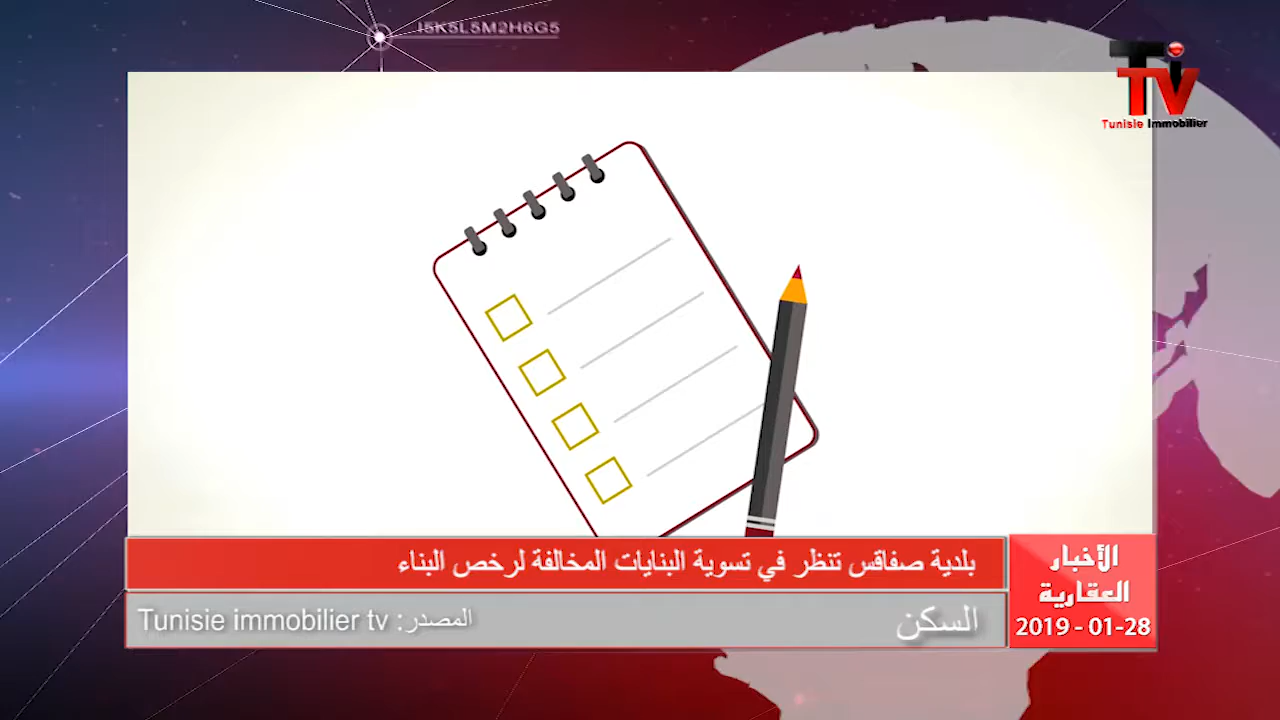 I5K5L5M2H6G5
TiTV
Tunisie Immobilier
بلدية صفاقس تنظر في تسوية البنايات المخالفة لرخص البناء
السكن
المصدر: Tunisie immobilier tv
الأخبار
العقارية
2019 - 01-28